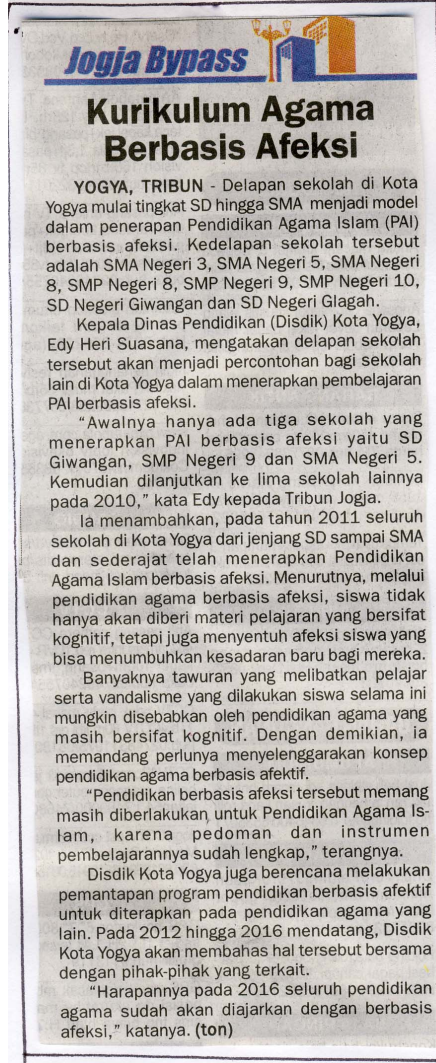 Jogja Bypass
Kurikulum Agama
Berbasis Afeksi
YOGYA, TRIBUN - Delapan sekolah di Kota
Yogya mulai tingkat SD hingga SMA menjadi model
dalam penerapan Pendidikan Agama Islam (PAI)
berbasis afeksi. Kedelapan sekolah tersebut
adalah SMA Negeri 3, SMA Negeri 5, SMA Negeri
8, SMP Negeri 8, SMP Negeri 9, SMP Negeri 10,
SD Negeri Giwangan dan SD Negeri Glagah.
Kepala Dinas Pendidikan (Disdik) Kota Yogya,
Edy Heri Suasana, mengatakan delapan sekolah
tersebut akan menjadi percontohan bagi sekolah
lain di Kota Yogya dalam menerapkan pembelajaran
PAI berbasis afeksi.
“Awalnya hanya ada tiga sekolah yang
menerapkan PAI berbasis afeksi yaitu SD
Giwangan, SMP Negeri 9 dan SMA Negeri 5.
Kemudian dilanjutkan ke lima sekolah lainnya
pada 2010,” kata Edy kepada Tribun Jogja.
Ia menambahkan, pada tahun 2011 seluruh
sekolah di Kota Yogya dari jenjang SD sampai SMA
dan sederajat telah menerapkan Pendidikan
Agama Islam berbasis afeksi. Menurutnya, melalui
pendidikan agama berbasis afeksi, siswa tidak
hanya akan diberi materi pelajaran yang bersifat
kognitif, tetapi juga menyentuh afeksi siswa yang
bisa menumbuhkan kesadaran baru bagi mereka.
Banyaknya tawuran yang melibatkan pelajar
serta vandalisme yang dilakukan siswa selama ini
mungkin disebabkan oleh pendidikan agama yang
masih bersifat kognitif. Dengan demikian, ia
memandang perlunya menyelenggarakan konsep
pendidikan agama berbasis afektif.
“Pendidikan berbasis afeksi tersebut memang
masih diberlakukan untuk Pendidikan Agama Is-
lam, karena pedoman dan instrumen
pembelajarannya sudah lengkap,” terangnya.
Disdik Kota Yogya juga berencana melakukan
pemantapan program pendidikan berbasis afektif
untuk diterapkan pada pendidikan agama yang
lain. Pada 2012 hingga 2016 mendatang, Disdik
Kota Yogya akan membahas hal tersebut bersama
dengan pihak-pihak yang terkait.
“Harapannya pada 2016 seluruh pendidikan
agama sudah akan diajarkan dengan berbasis
afeksi,” katanya. (ton)